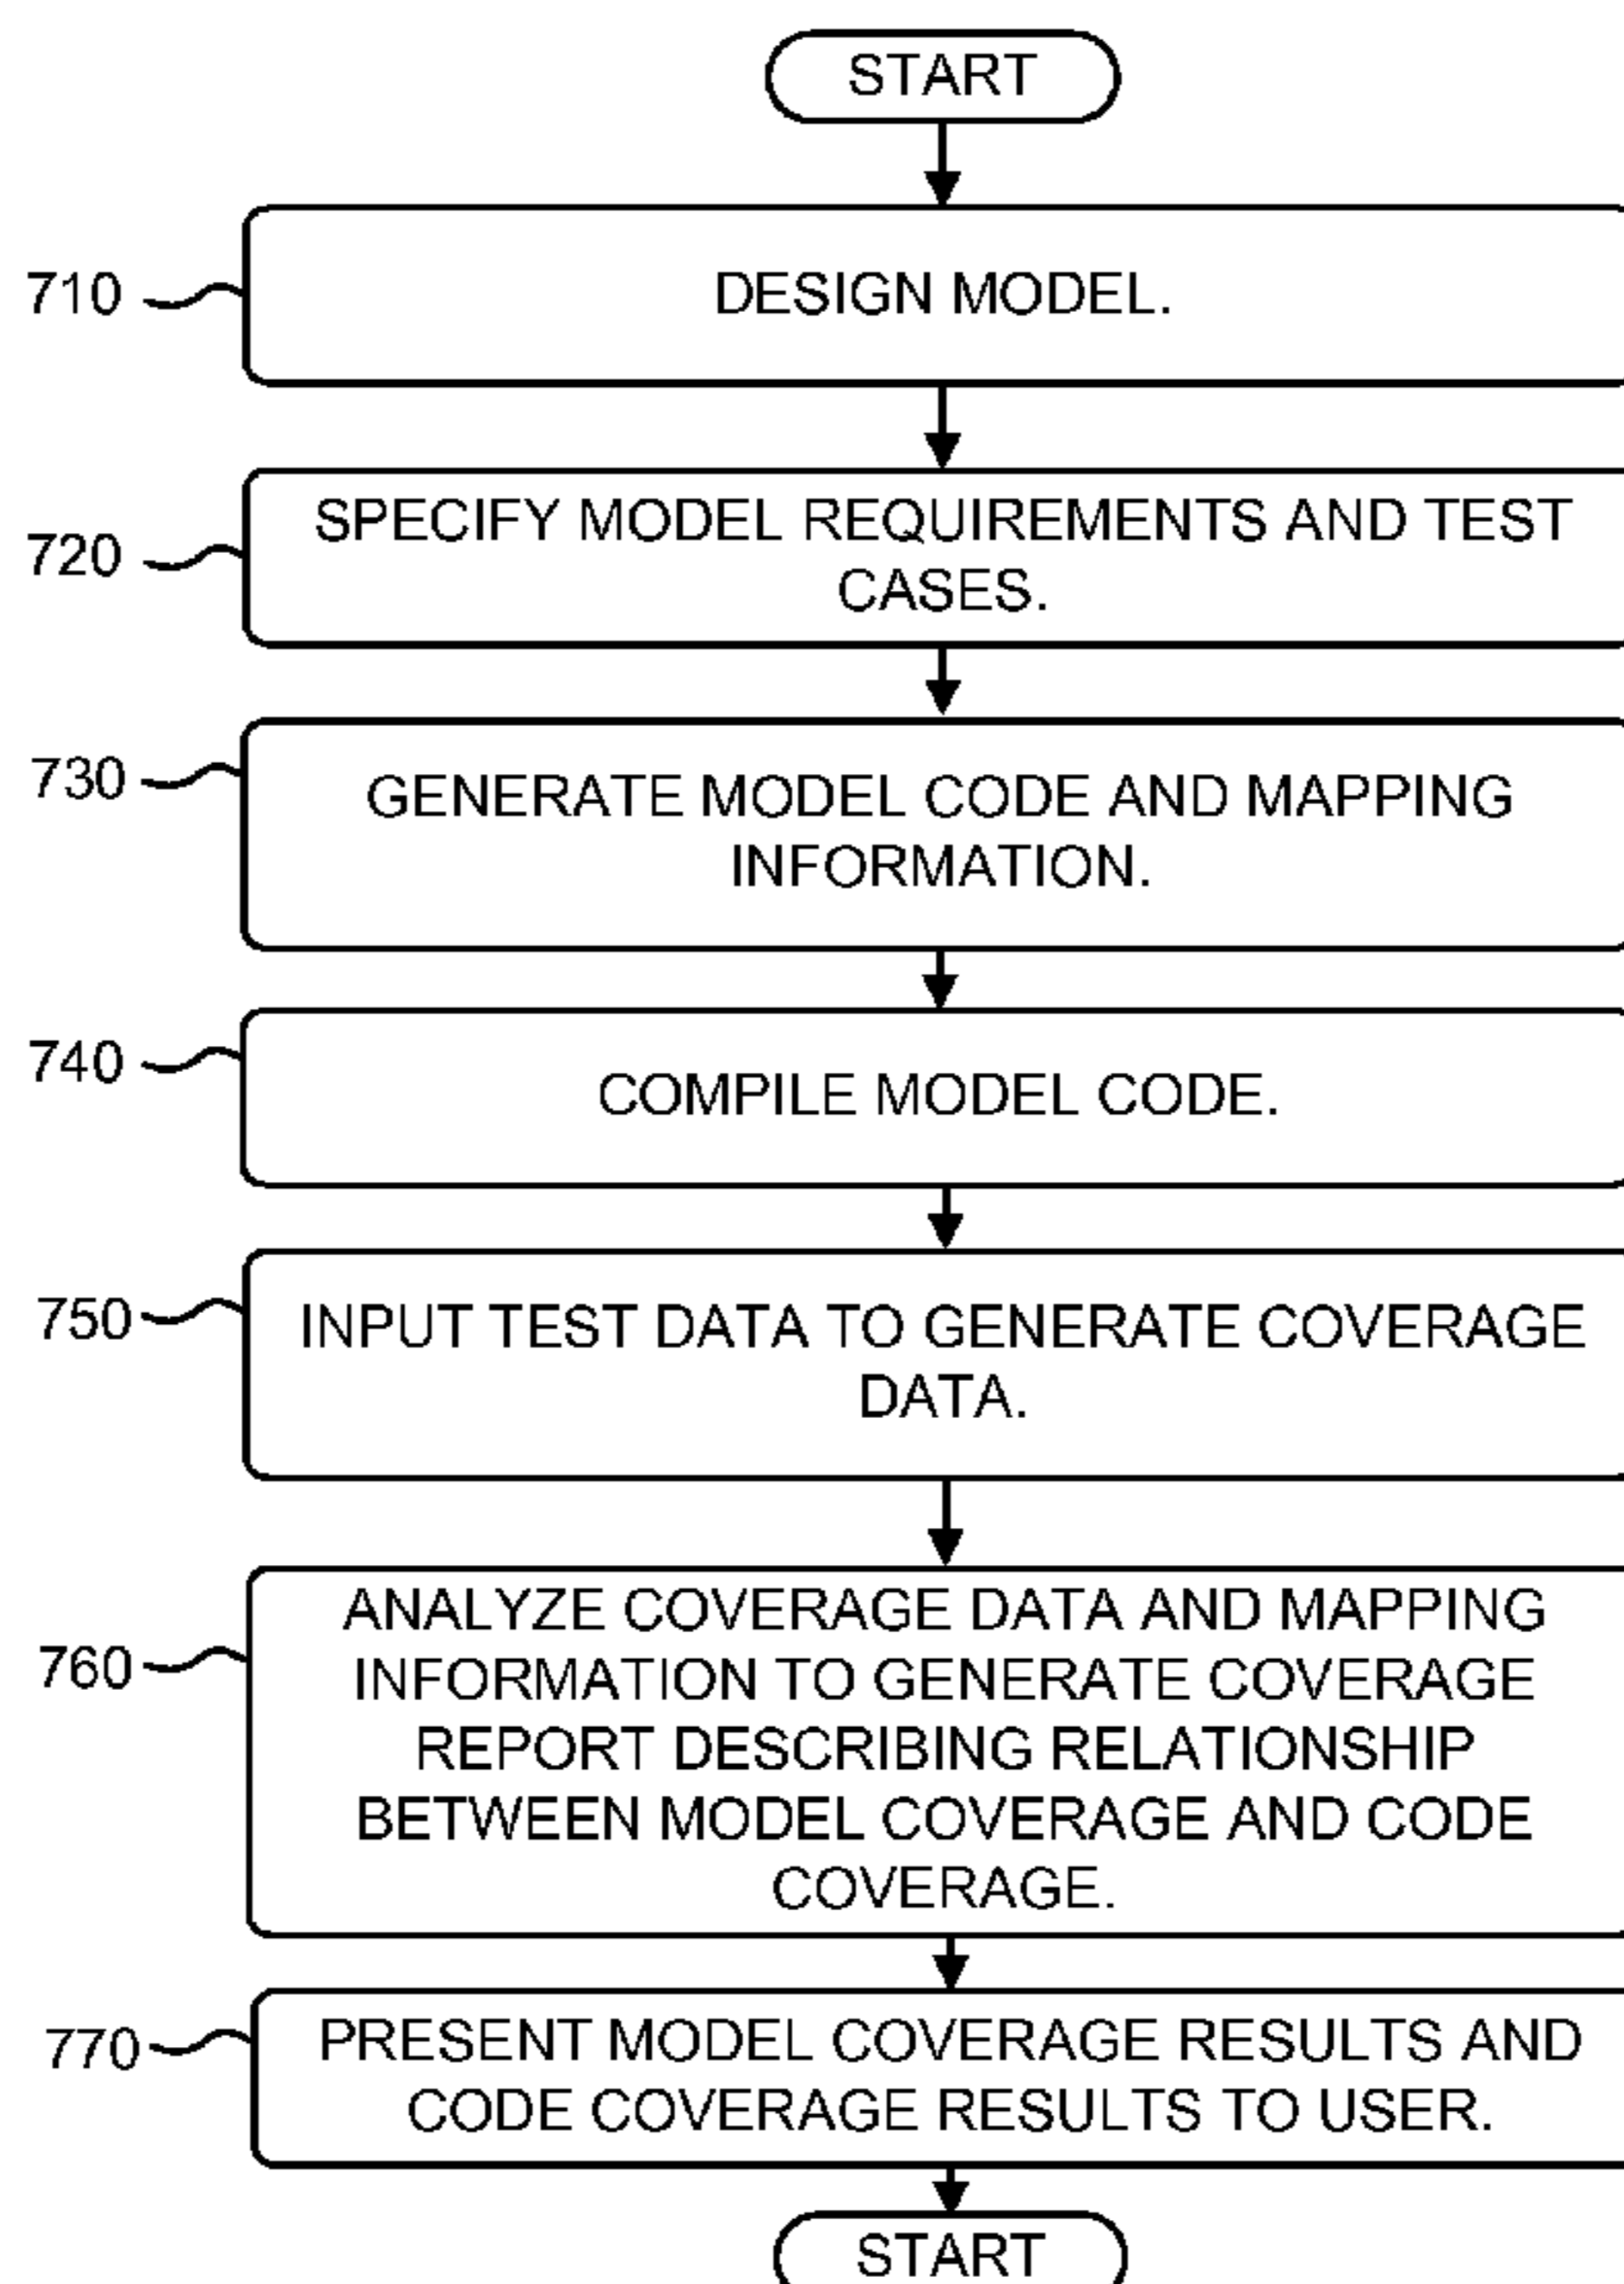 START
710
DESIGN MODEL.
720
SPECIFY MODEL REQUIREMENTS AND TEST
CASES.
730
GENERATE MODEL CODE AND MAPPING
INFORMATION.
740
COMPILE MODEL CODE.
750
INPUT TEST DATA TO GENERATE COVERAGE
DATA.
760
ANALYZE COVERAGE DATA AND MAPPING
INFORMATION TO GENERATE COVERAGE
REPORT DESCRIBING RELATIONSHIP
BETWEEN MODEL COVERAGE AND CODE
COVERAGE.
770
PRESENT MODEL COVERAGE RESULTS AND
CODE COVERAGE RESULTS TO USER.
START